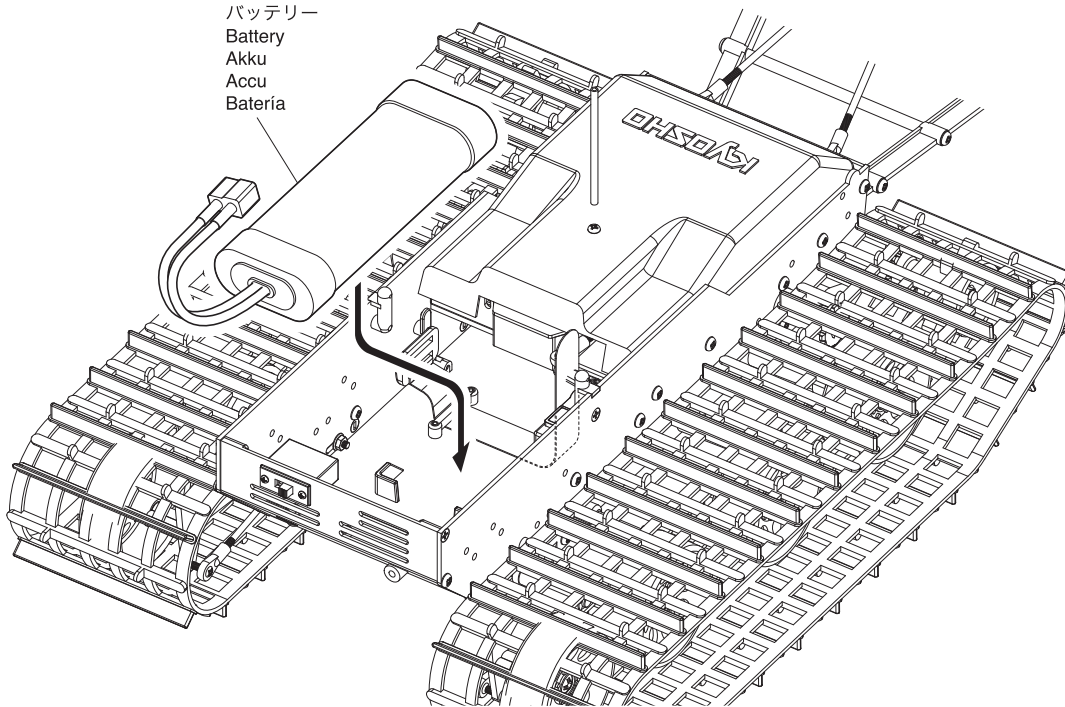 バッテリー
Battery
Akku
Accu
Batería
KYOSHO